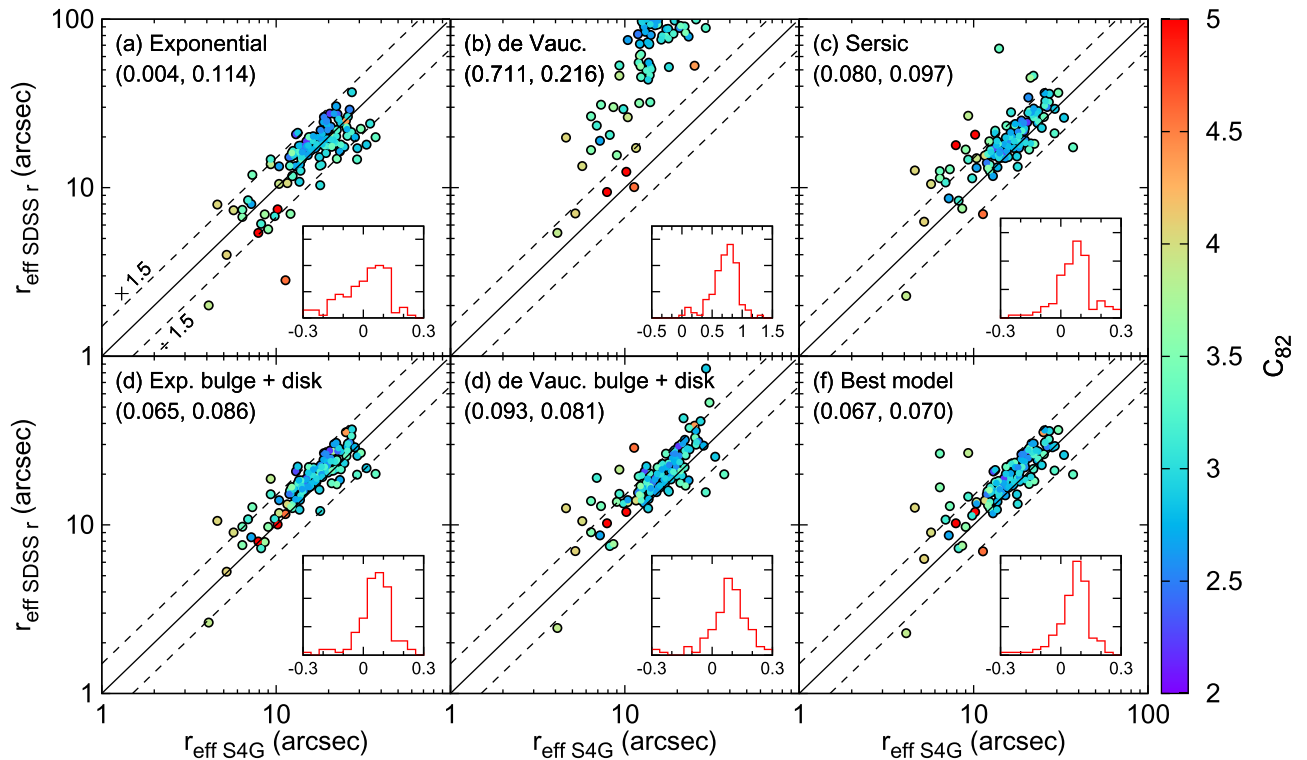 100
10
1
r eff SDSS r (arcsec)
(a) Exponential
(0.004, 0.114)
× 1.5
÷ 1.5
-0.3 0 0.3
(b) de Vauc.
(0.711, 0.216)
-0.5 0 0.5 1 1.5
(c) Sersic
(0.080, 0.097)
-0.3 0 0.3
10
1
r eff SDSS r (arcsec)
(d) Exp. bulge + disk
(0.065, 0.086)
-0.3 0 0.3
(d) de Vauc. bulge + disk
(0.093, 0.081)
-0.3 0 0.3
(f) Best model
(0.067, 0.070)
-0.3 0 0.3
1 10 1 10 1 10 100
r eff S4G (arcsec)
r eff S4G (arcsec)
r eff S4G (arcsec)
5
4.5
4
3.5
3
2.5
2
C82